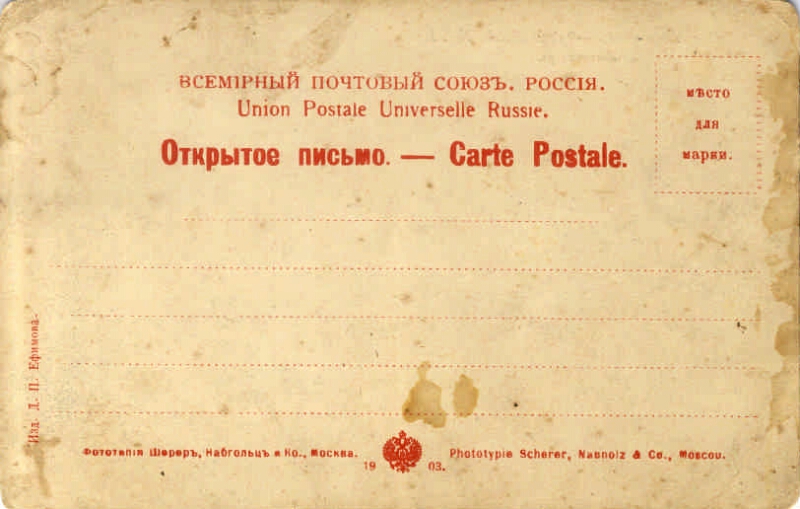 ВСЕМІРНЫЙ ПОЧТОВЫЙ СОЮЗЪ. РОССІЯ.
Union Postale Universelle Russie.
Открытое письмо. — Carte Postale.
мѣсто
для
марки.
Изд. Д. П. Ефимова.
Фототипія Шереръ, Набгольцъ и Ко., Москва.
19 03.
Phototypie Scherer, Nabholz & Co., Moscou.